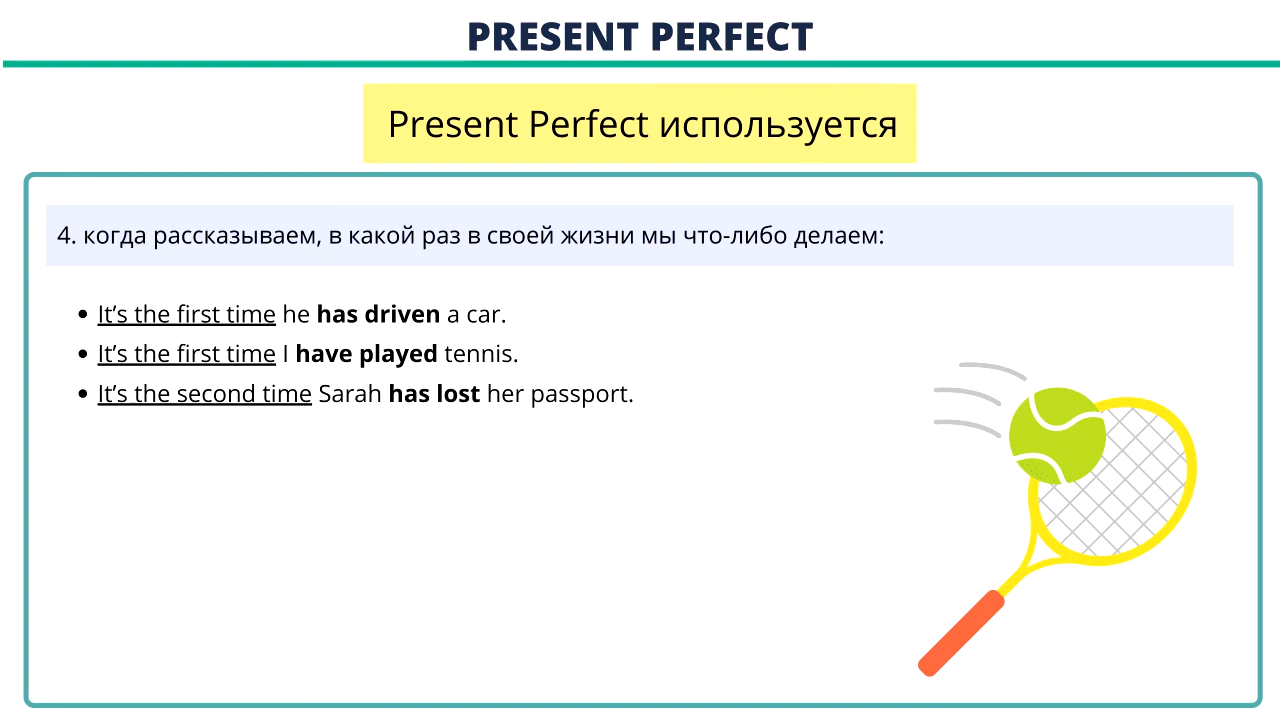 PRESENT PERFECT
Present Perfect используется
4. когда рассказываем, в какой раз в своей жизни мы что-либо делаем:
• It’s the first time he has driven a car.
• It’s the first time I have played tennis.
• It’s the second time Sarah has lost her passport.